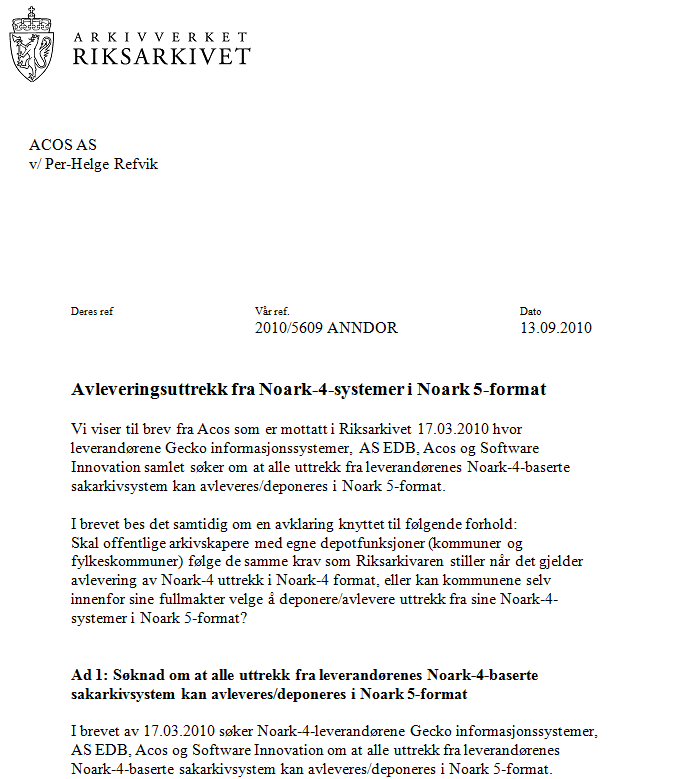 ARKIVVERKET
RIKSARKIVET
ACOS AS
v/ Per-Helge Refvik
Deres ref Vår ref. Dato
2010/5609 ANNDOR 13.09.2010
Avleveringsuttrekk fra Noark-4-systemer i Noark 5-format
Vi viser til brev fra Acos som er mottatt i Riksarkivet 17.03.2010 hvor
leverandørene Gecko informasjonssystemer, AS EDB, Acos og Software
Innovation samlet søker om at alle uttrekk fra leverandørenes Noark-4-baserte
sakarkivsystem kan avleveres/deponeres i Noark 5-format.
I brevet bes det samtidig om en avklaring knyttet til følgende forhold:
Skal offentlige arkivskapere med egne depotfunksjoner (kommuner og
fylkeskommuner) følge de samme krav som Riksarkivaren stiller når det gjelder
avlevering av Noark-4 uttrekk i Noark-4 format, eller kan kommunene selv
innenfor sine fullmakter velge å deponere/avlevere uttrekk fra sine Noark-4-
systemer i Noark 5-format?
Ad 1: Søknad om at alle uttrekk fra leverandørenes Noark-4-baserte
sakarkivsystem kan avleveres/deponeres i Noark 5-format
I brevet av 17.03.2010 søker Noark-4-leverandørene Gecko informasjonssystemer,
AS EDB, Acos og Software Innovation om at alle uttrekk fra leverandørenes
Noark-4-baserte sakarkivsystem kan avleveres/deponeres i Noark 5-format.